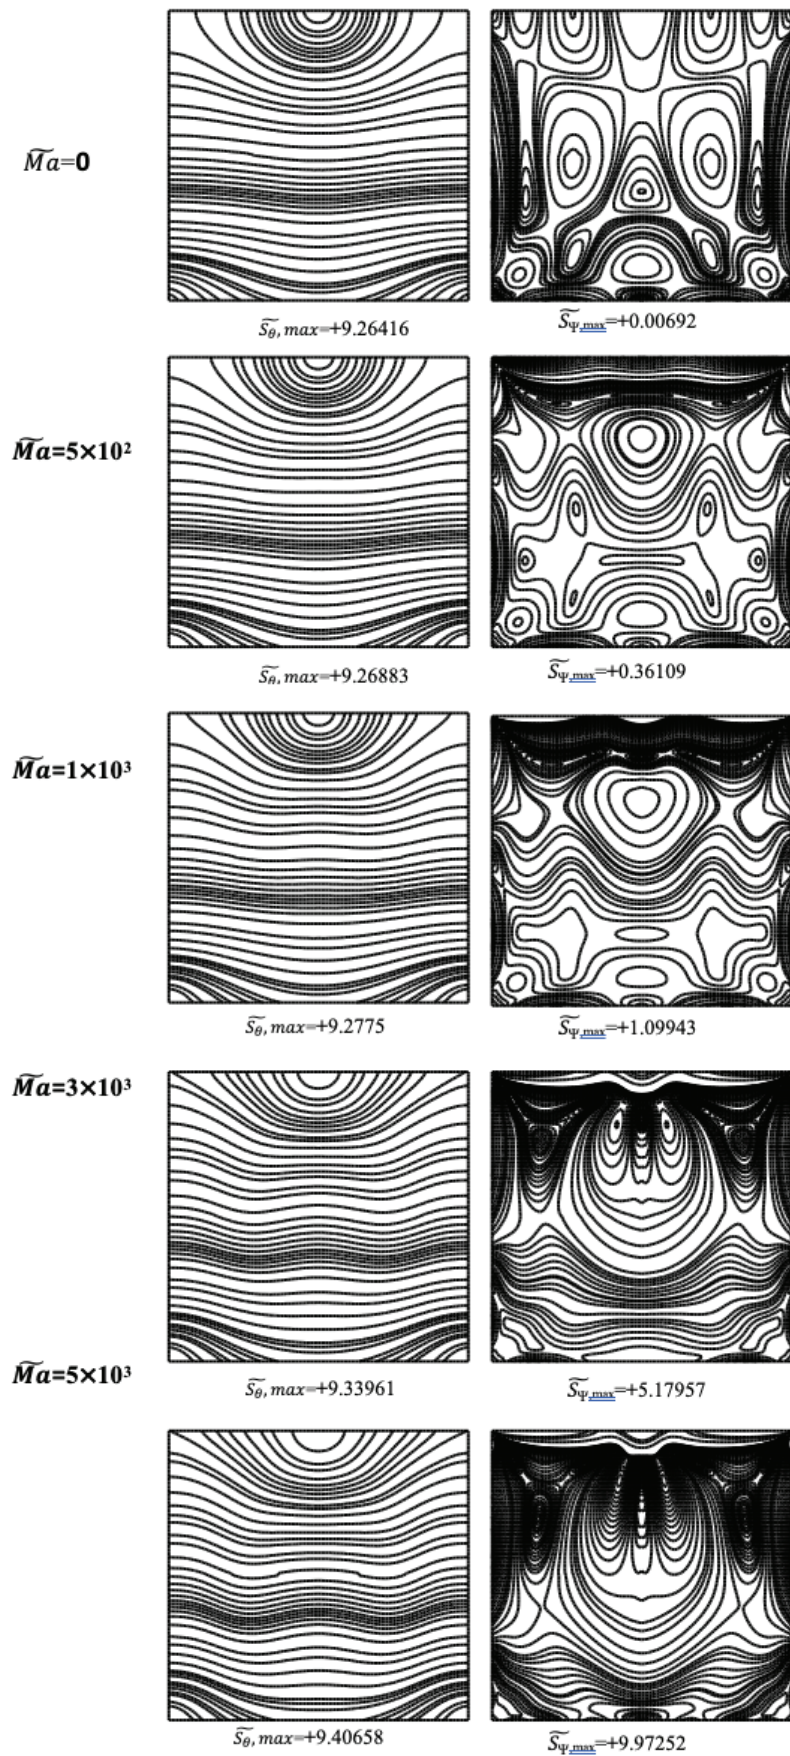 M͠a=0
S͠θ, max=+9.26416
S͠Ψ,max=+0.00692
M͠a=5×10²
S͠θ, max=+9.26883
S͠Ψ,max=+0.36109
M͠a=1×10³
S͠θ, max=+9.2775
S͠Ψ,max=+1.09943
M͠a=3×10³
S͠θ, max=+9.33961
S͠Ψ,max=+5.17957
M͠a=5×10³
S͠θ, max=+9.40658
S͠Ψ,max=+9.97252